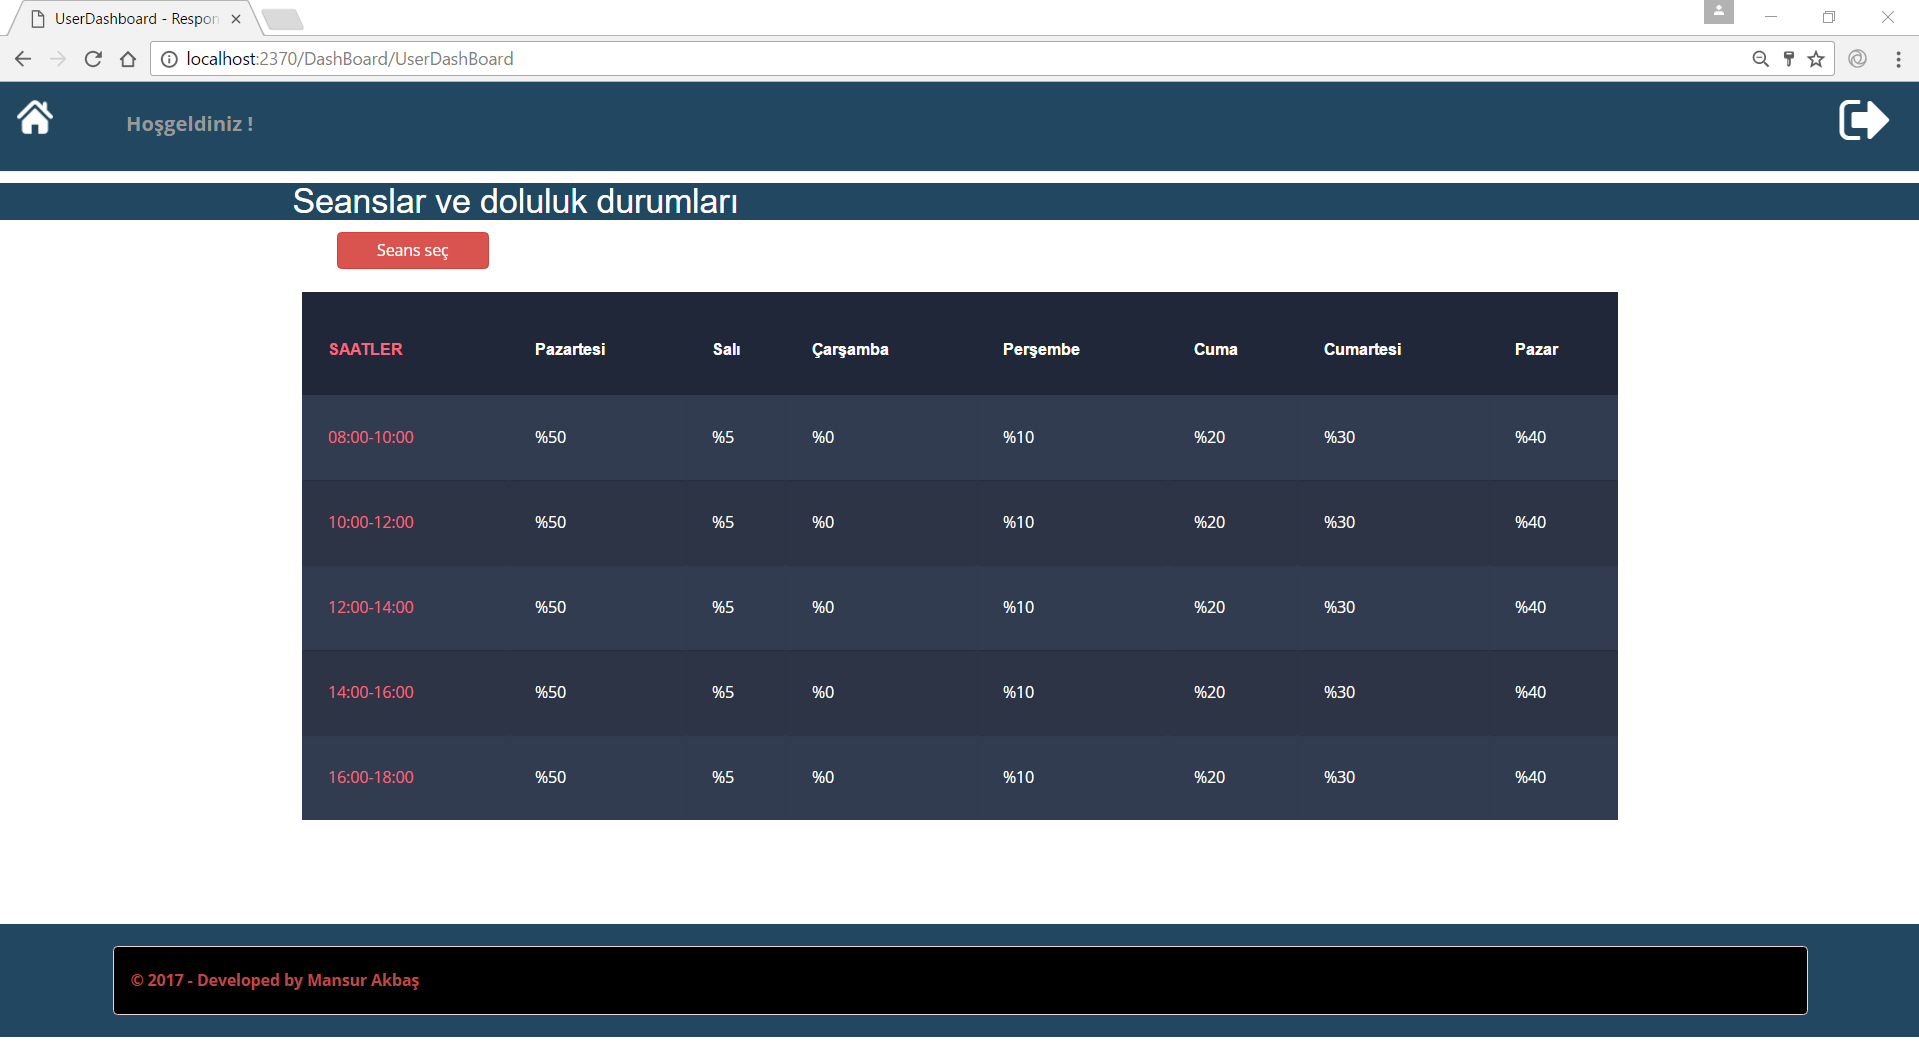 UserDashboard - Respon
localhost:2370/DashBoard/UserDashBoard
Hoşgeldiniz !
Seanslar ve doluluk durumları
Seans seç
SAATLER Pazartesi Salı Çarşamba Perşembe Cuma Cumartesi Pazar
08:00-10:00 %50 %5 %0 %10 %20 %30 %40
10:00-12:00 %50 %5 %0 %10 %20 %30 %40
12:00-14:00 %50 %5 %0 %10 %20 %30 %40
14:00-16:00 %50 %5 %0 %10 %20 %30 %40
16:00-18:00 %50 %5 %0 %10 %20 %30 %40
© 2017 - Developed by Mansur Akbaş